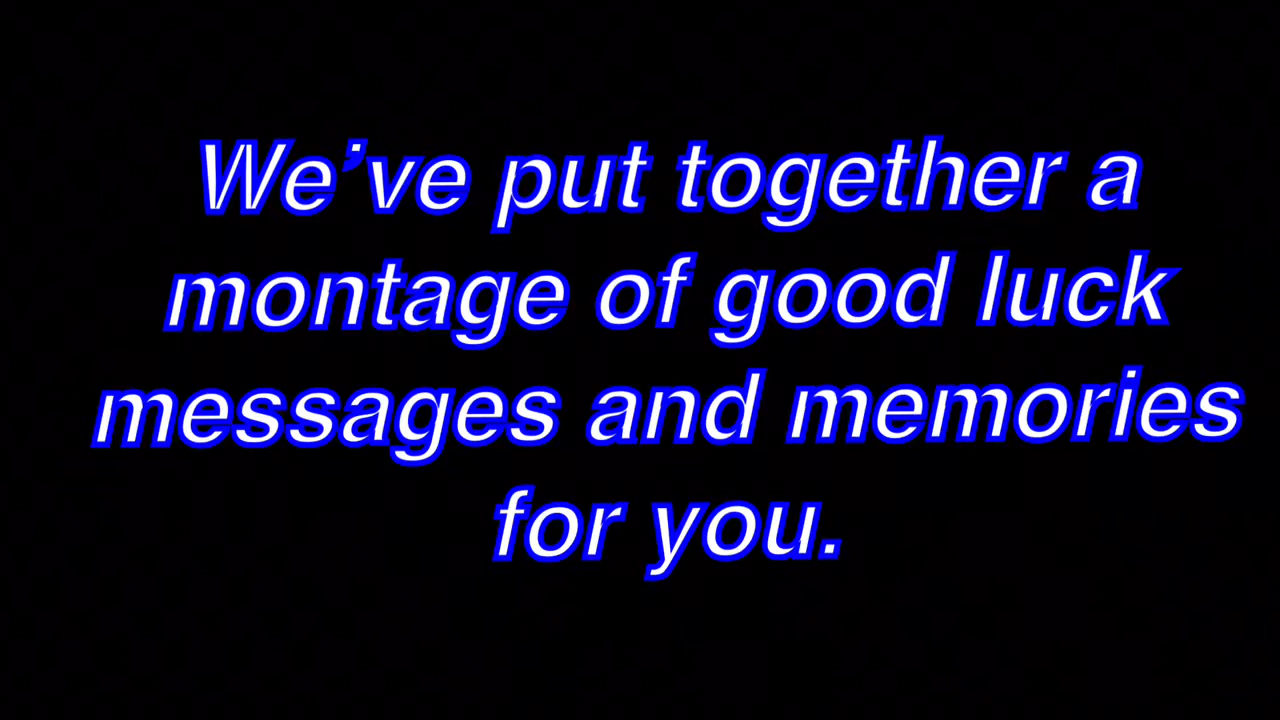 We’ve put together a
montage of good luck
messages and memories
for you.